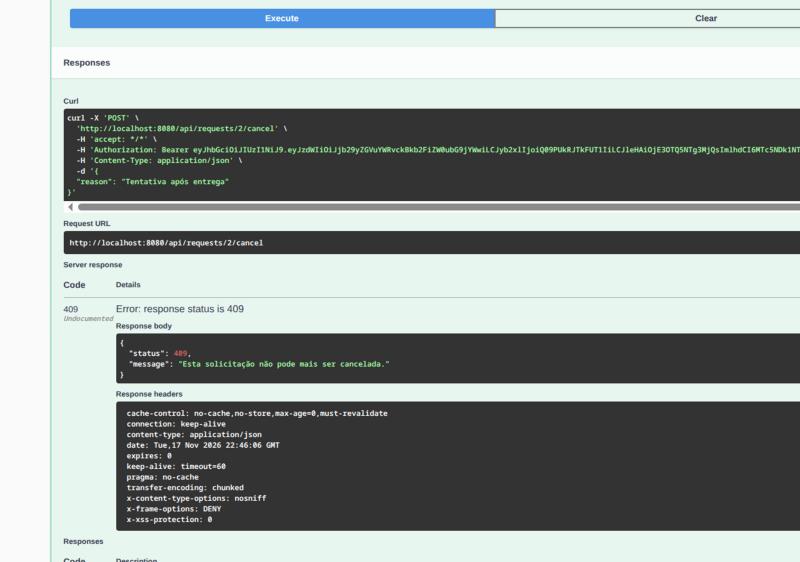 Execute
Clear
Responses
Curl
curl -X 'POST' \
'http://localhost:8080/api/requests/2/cancel' \
-H 'accept: */*' \
-H 'Authorization: Bearer
-H 'Content-Type: application/json' \
-d '{
"reason": "Tentativa após entrega"
}'
Request URL
http://localhost:8080/api/requests/2/cancel
Server response
Code Details
409 Error: response status is 409
Undocumented
Response body
{
"status": 409,
"message": "Esta solicitação não pode mais ser cancelada."
}
Response headers
cache-control: no-cache,no-store,max-age=0,must-revalidate
connection: keep-alive
content-type: application/json
date: Tue,17 Nov 2026 22:46:06 GMT
expires: 0
keep-alive: timeout=60
pragma: no-cache
transfer-encoding: chunked
x-content-type-options: nosniff
x-frame-options: DENY
x-xss-protection: 0
Responses
Code Description